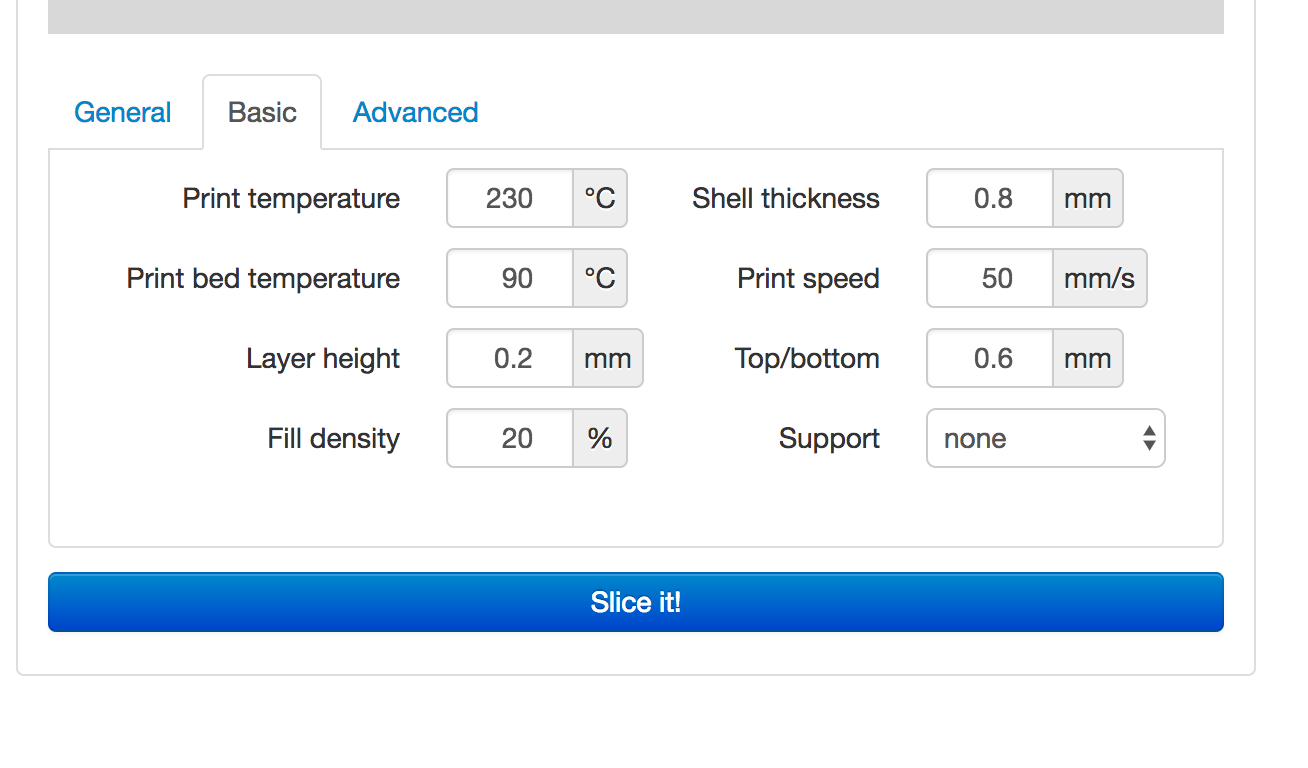 General Basic Advanced
Print temperature 230 °C Shell thickness 0.8 mm
Print bed temperature 90 °C Print speed 50 mm/s
Layer height 0.2 mm Top/bottom 0.6 mm
Fill density 20 % Support none
Slice it!